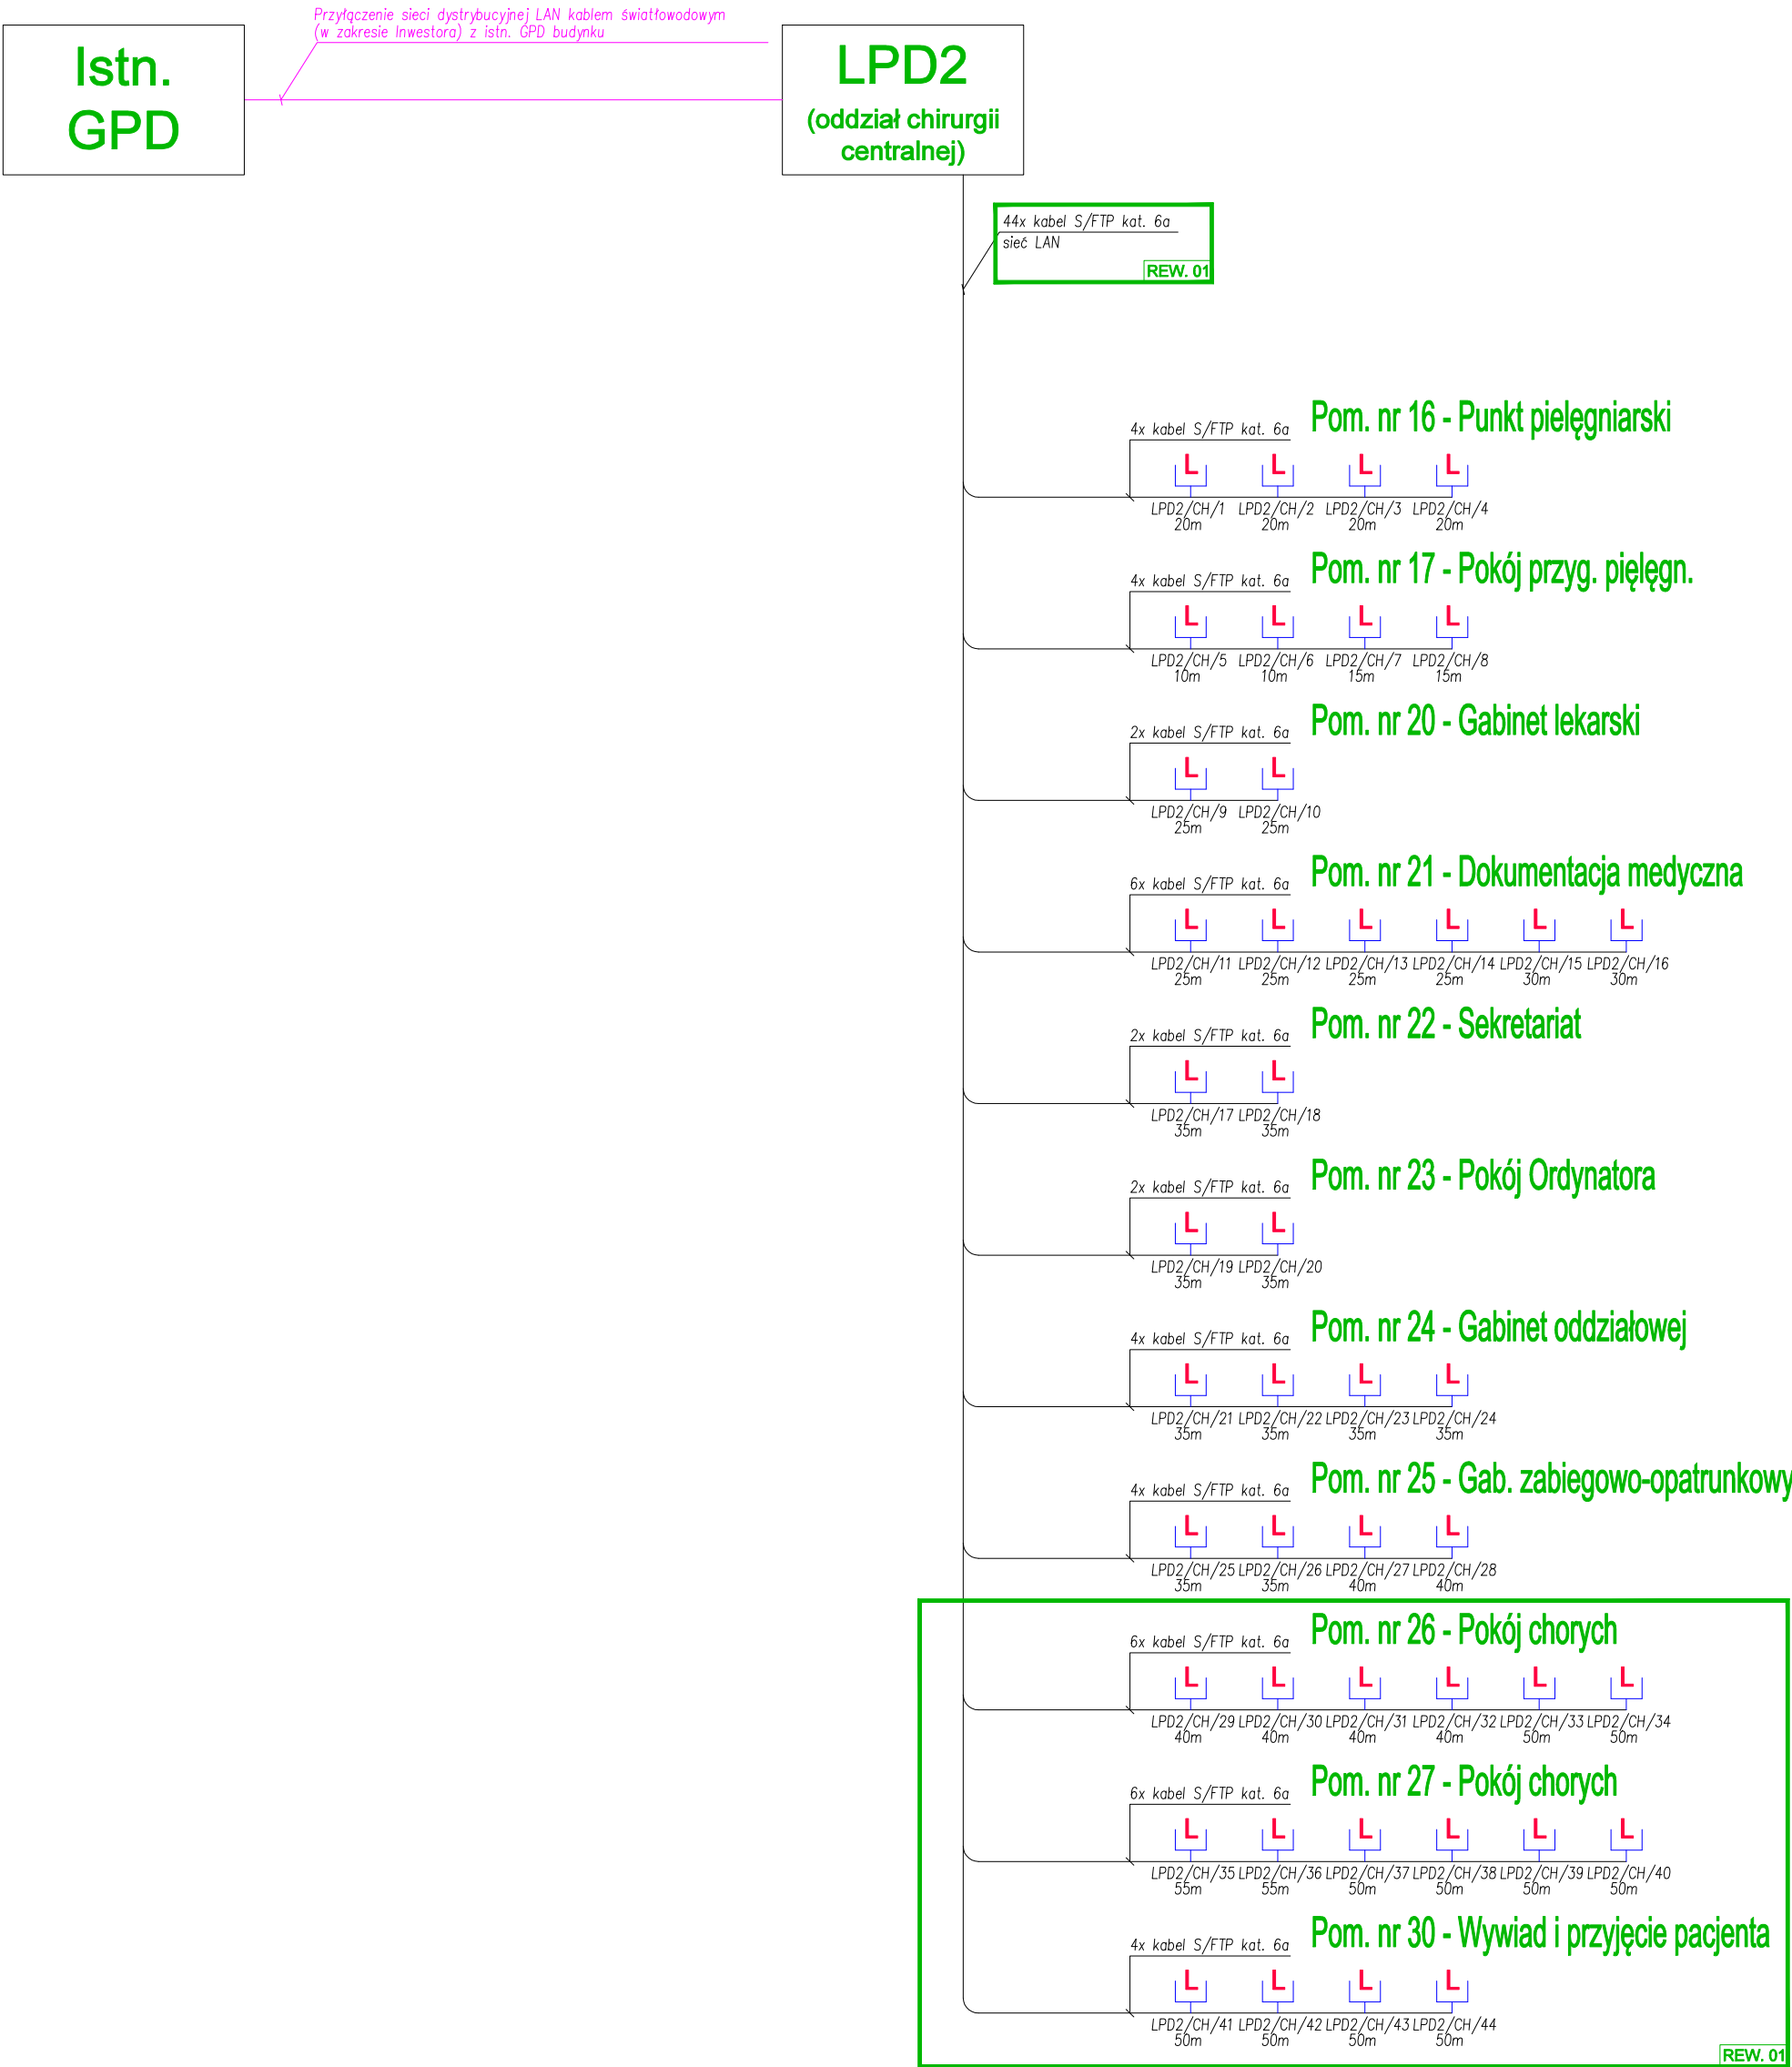 Przyłączenie sieci dystrybucyjnej LAN kablem światłowodowym
(w zakresie Inwestora) z istn. GPD budynku
Istn.
GPD
LPD2
(oddział chirurgii
centralnej)
44x kabel S/FTP kat. 6a
sieć LAN
REW. 01
Pom. nr 16 - Punkt pielęgniarski
4x kabel S/FTP kat. 6a
L L L L
LPD2/CH/1 LPD2/CH/2 LPD2/CH/3 LPD2/CH/4
20m 20m 20m 20m
Pom. nr 17 - Pokój przyg. pięlęgn.
4x kabel S/FTP kat. 6a
L L L L
LPD2/CH/5 LPD2/CH/6 LPD2/CH/7 LPD2/CH/8
10m 10m 15m 15m
Pom. nr 20 - Gabinet lekarski
2x kabel S/FTP kat. 6a
L L
LPD2/CH/9 LPD2/CH/10
25m 25m
Pom. nr 21 - Dokumentacja medyczna
6x kabel S/FTP kat. 6a
L L L L L L
LPD2/CH/11 LPD2/CH/12 LPD2/CH/13 LPD2/CH/14 LPD2/CH/15 LPD2/CH/16
25m 25m 25m 25m 30m 30m
Pom. nr 22 - Sekretariat
2x kabel S/FTP kat. 6a
L L
LPD2/CH/17 LPD2/CH/18
35m 35m
Pom. nr 23 - Pokój Ordynatora
2x kabel S/FTP kat. 6a
L L
LPD2/CH/19 LPD2/CH/20
35m 35m
Pom. nr 24 - Gabinet oddziałowej
4x kabel S/FTP kat. 6a
L L L L
LPD2/CH/21 LPD2/CH/22 LPD2/CH/23 LPD2/CH/24
35m 35m 35m 35m
Pom. nr 25 - Gab. zabiegowo-opatrunkowy
4x kabel S/FTP kat. 6a
L L L L
LPD2/CH/25 LPD2/CH/26 LPD2/CH/27 LPD2/CH/28
35m 35m 40m 40m
Pom. nr 26 - Pokój chorych
6x kabel S/FTP kat. 6a
L L L L L L
LPD2/CH/29 LPD2/CH/30 LPD2/CH/31 LPD2/CH/32 LPD2/CH/33 LPD2/CH/34
40m 40m 40m 40m 50m 50m
Pom. nr 27 - Pokój chorych
6x kabel S/FTP kat. 6a
L L L L L L
LPD2/CH/35 LPD2/CH/36 LPD2/CH/37 LPD2/CH/38 LPD2/CH/39 LPD2/CH/40
55m 55m 50m 50m 50m 50m
Pom. nr 30 - Wywiad i przyjęcie pacjenta
4x kabel S/FTP kat. 6a
L L L L
LPD2/CH/41 LPD2/CH/42 LPD2/CH/43 LPD2/CH/44
50m 50m 50m 50m
REW. 01